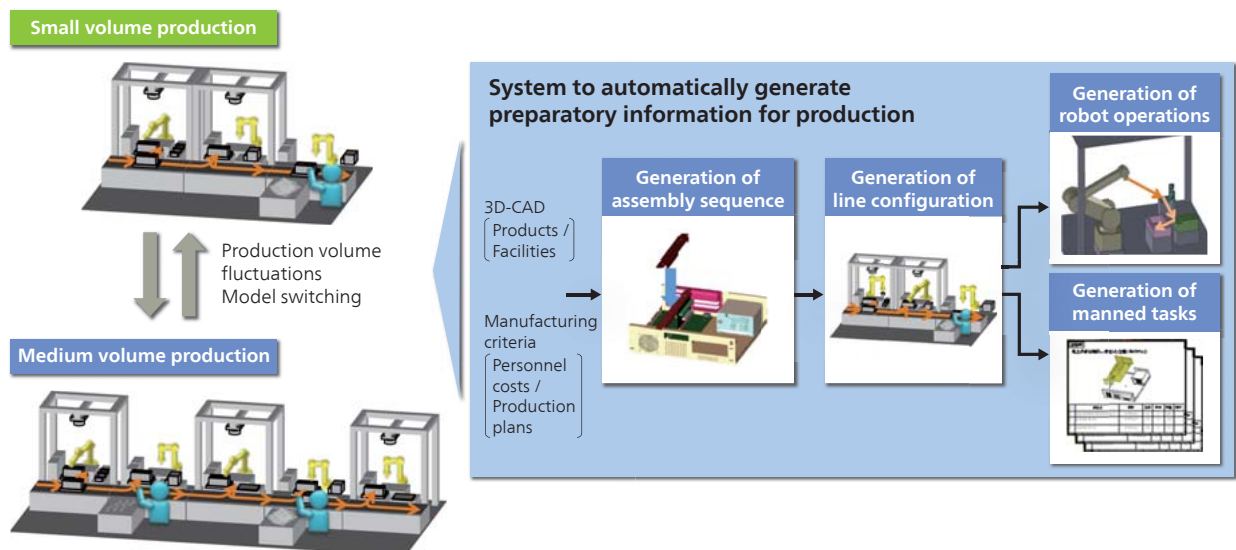 Small volume production
Production volume
fluctuations
Model switching
Medium volume production
System to automatically generate
preparatory information for production
3D-CAD
Products /
Facilities
Manufacturing
criteria
Personnel
costs /
Production
plans
Generation of
assembly sequence
Generation of
line configuration
Generation of
robot operations
Generation of
manned tasks